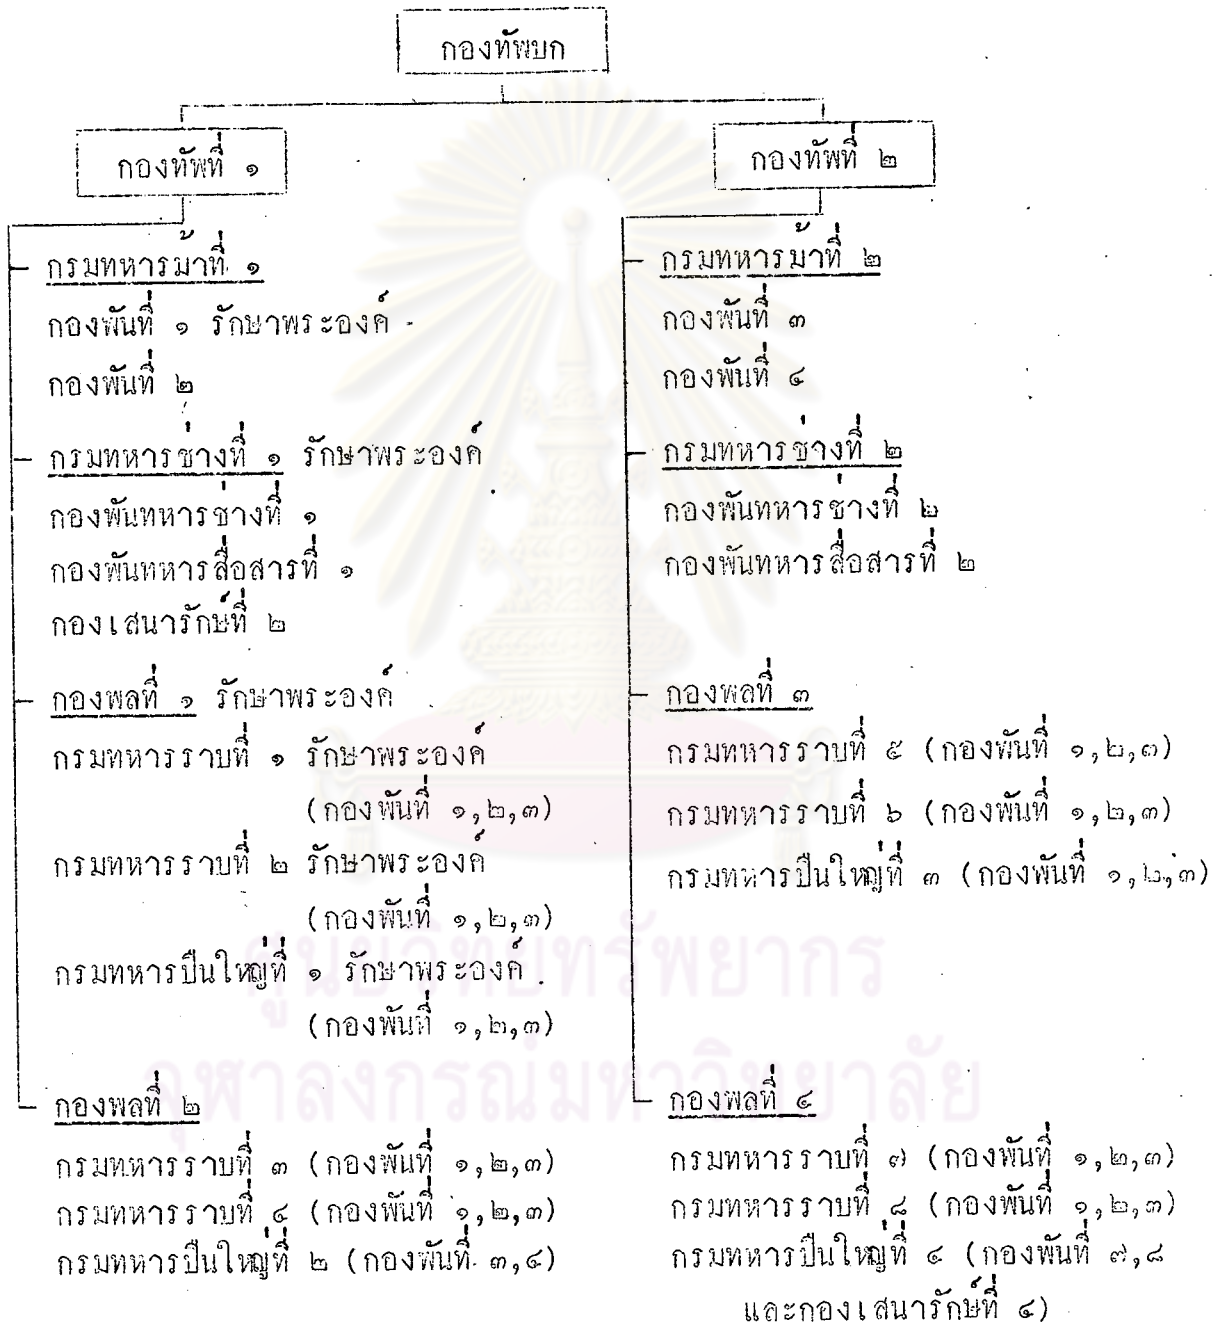 กองทัพบก
กองทัพที่ ๑
กรมทหารม้าที่ ๑
กองพันที่ ๑ รักษาพระองค์
กองพันที่ ๒
กรมทหารช่างที่ ๑ รักษาพระองค์
กองพันทหารช่างที่ ๑
กองพันทหารสื่อสารที่ ๑
กองเสนารักษ์ที่ ๒
กองพลที่ ๑ รักษาพระองค์
กรมทหารราบที่ ๑ รักษาพระองค์
(กองพันที่ ๑,๒,๓)
กรมทหารราบที่ ๒ รักษาพระองค์
(กองพันที่ ๑,๒,๓)
กรมทหารปืนใหญ่ที่ ๑ รักษาพระองค์
(กองพันที่ ๑,๒,๓)
กองพลที่ ๒
กรมทหารราบที่ ๓ (กองพันที่ ๑,๒,๓)
กรมทหารราบที่ ๔ (กองพันที่ ๑,๒,๓)
กรมทหารปืนใหญ่ที่ ๒ (กองพันที่ ๓,๔)
กองทัพที่ ๒
กรมทหารม้าที่ ๒
กองพันที่ ๓
กองพันที่ ๔
กรมทหารช่างที่ ๒
กองพันทหารช่างที่ ๒
กองพันทหารสื่อสารที่ ๒
กองพลที่ ๓
กรมทหารราบที่ ๕ (กองพันที่ ๑,๒,๓)
กรมทหารราบที่ ๖ (กองพันที่ ๑,๒,๓)
กรมทหารปืนใหญ่ที่ ๓ (กองพันที่ ๑,๒,๓)
กองพลที่ ๔
กรมทหารราบที่ ๗ (กองพันที่ ๑,๒,๓)
กรมทหารราบที่ ๘ (กองพันที่ ๑,๒,๓)
กรมทหารปืนใหญ่ที่ ๔ (กองพันที่ ๗,๘
และกองเสนารักษ์ที่ ๔)
ศูนย์วิทยทรัพยากร
จุฬาลงกรณ์มหาวิทยาลัย